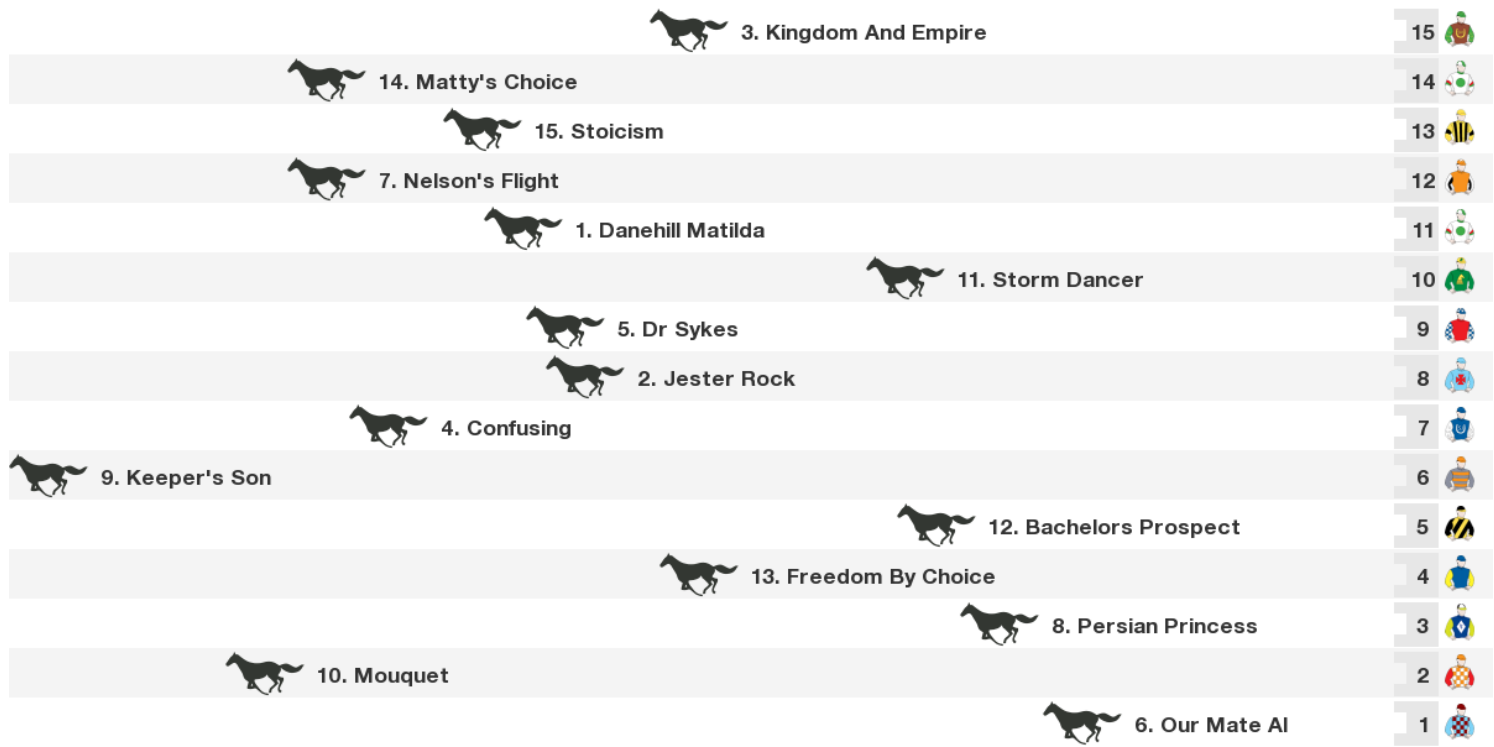 3. Kingdom And Empire 15
14. Matty's Choice 14
15. Stoicism 13
7. Nelson's Flight 12
1. Danehill Matilda 11
11. Storm Dancer 10
5. Dr Sykes 9
2. Jester Rock 8
4. Confusing 7
9. Keeper's Son 6
12. Bachelors Prospect 5
13. Freedom By Choice 4
8. Persian Princess 3
10. Mouquet 2
6. Our Mate Al 1